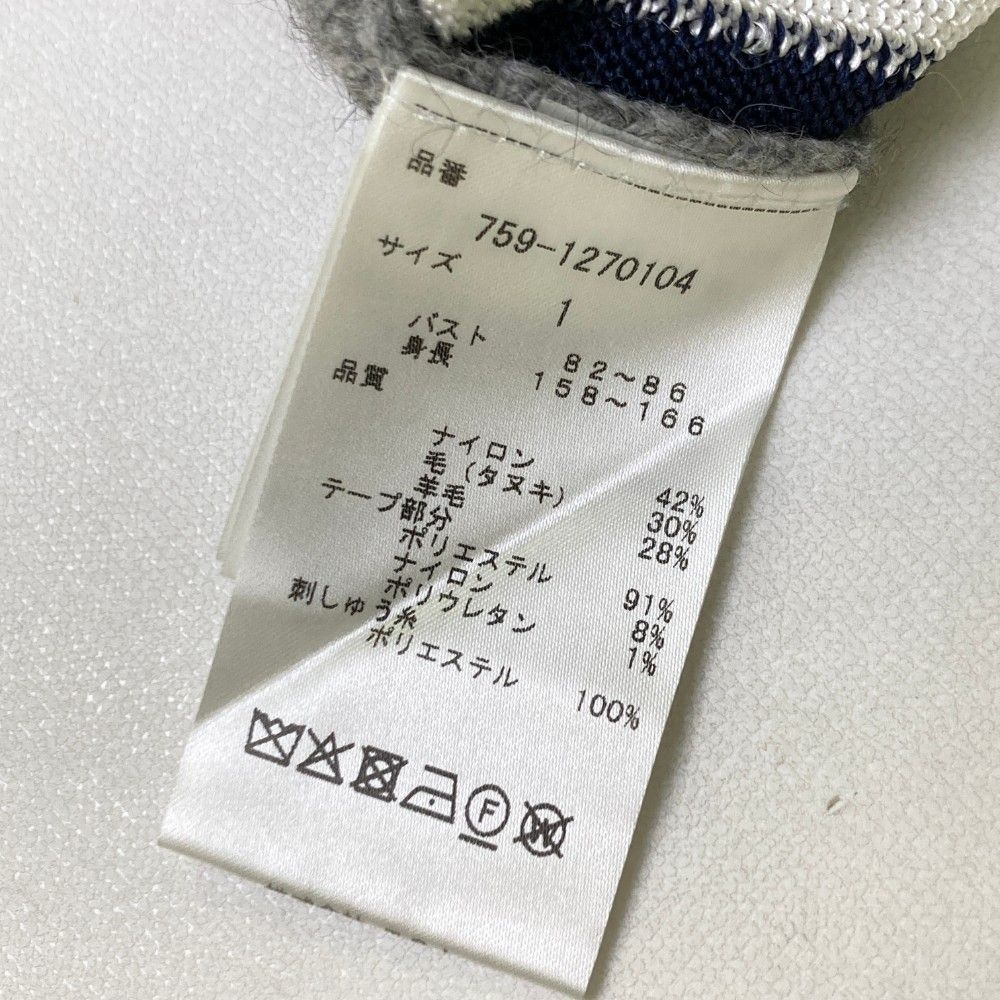 品番
759-1270104
サイズ
1
バスト 82～86
身長 158～166
品質
ナイロン 42%
毛(タヌキ) 30%
羊毛 28%
テープ部分
ポリエステル 91%
ナイロン 8%
ポリウレタン 1%
刺しゅう糸
ポリエステル 100%
F
W